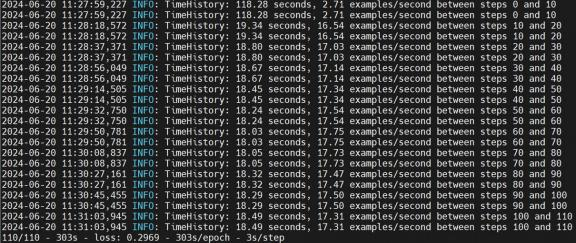 2024-06-20 11:27:59,227 INFO: TimeHistory: 118.28 seconds, 2.71 examples/second between steps 0 and 10
2024-06-20 11:27:59,227 INFO: TimeHistory: 118.28 seconds, 2.71 examples/second between steps 0 and 10
2024-06-20 11:28:18,572 INFO: TimeHistory: 19.34 seconds, 16.54 examples/second between steps 10 and 20
2024-06-20 11:28:18,572 INFO: TimeHistory: 19.34 seconds, 16.54 examples/second between steps 10 and 20
2024-06-20 11:28:37,371 INFO: TimeHistory: 18.80 seconds, 17.03 examples/second between steps 20 and 30
2024-06-20 11:28:37,371 INFO: TimeHistory: 18.80 seconds, 17.03 examples/second between steps 20 and 30
2024-06-20 11:28:56,049 INFO: TimeHistory: 18.67 seconds, 17.14 examples/second between steps 30 and 40
2024-06-20 11:28:56,049 INFO: TimeHistory: 18.67 seconds, 17.14 examples/second between steps 30 and 40
2024-06-20 11:29:14,505 INFO: TimeHistory: 18.45 seconds, 17.34 examples/second between steps 40 and 50
2024-06-20 11:29:14,505 INFO: TimeHistory: 18.45 seconds, 17.34 examples/second between steps 40 and 50
2024-06-20 11:29:32,750 INFO: TimeHistory: 18.24 seconds, 17.54 examples/second between steps 50 and 60
2024-06-20 11:29:32,750 INFO: TimeHistory: 18.24 seconds, 17.54 examples/second between steps 50 and 60
2024-06-20 11:29:50,781 INFO: TimeHistory: 18.03 seconds, 17.75 examples/second between steps 60 and 70
2024-06-20 11:29:50,781 INFO: TimeHistory: 18.03 seconds, 17.75 examples/second between steps 60 and 70
2024-06-20 11:30:08,837 INFO: TimeHistory: 18.05 seconds, 17.73 examples/second between steps 70 and 80
2024-06-20 11:30:08,837 INFO: TimeHistory: 18.05 seconds, 17.73 examples/second between steps 70 and 80
2024-06-20 11:30:27,161 INFO: TimeHistory: 18.32 seconds, 17.47 examples/second between steps 80 and 90
2024-06-20 11:30:27,161 INFO: TimeHistory: 18.32 seconds, 17.47 examples/second between steps 80 and 90
2024-06-20 11:30:45,455 INFO: TimeHistory: 18.29 seconds, 17.50 examples/second between steps 90 and 100
2024-06-20 11:30:45,455 INFO: TimeHistory: 18.29 seconds, 17.50 examples/second between steps 90 and 100
2024-06-20 11:31:03,945 INFO: TimeHistory: 18.49 seconds, 17.31 examples/second between steps 100 and 110
2024-06-20 11:31:03,945 INFO: TimeHistory: 18.49 seconds, 17.31 examples/second between steps 100 and 110
110/110 - 303s - loss: 0.2969 - 303s/epoch - 3s/step